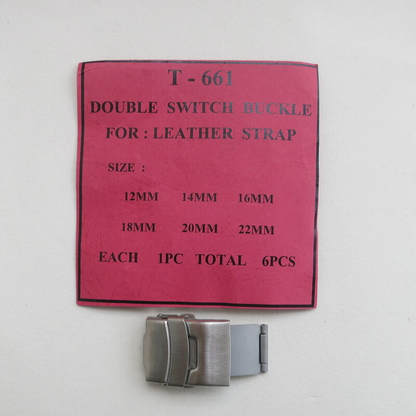 T - 661
DOUBLE SWITCH BUCKLE
FOR : LEATHER STRAP
SIZE :
12MM 14MM 16MM
18MM 20MM 22MM
EACH 1PC TOTAL 6PCS